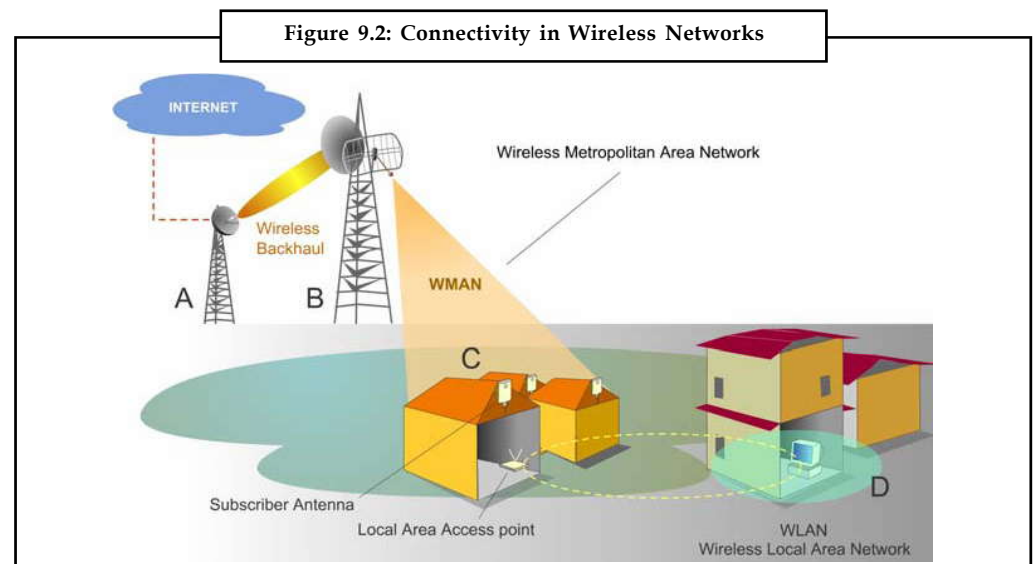 Figure 9.2: Connectivity in Wireless Networks
INTERNET
Wireless Metropolitan Area Network
Wireless
Backhaul
A
B
WMAN
C
D
Subscriber Antenna
Local Area Access point
WLAN
Wireless Local Area Network